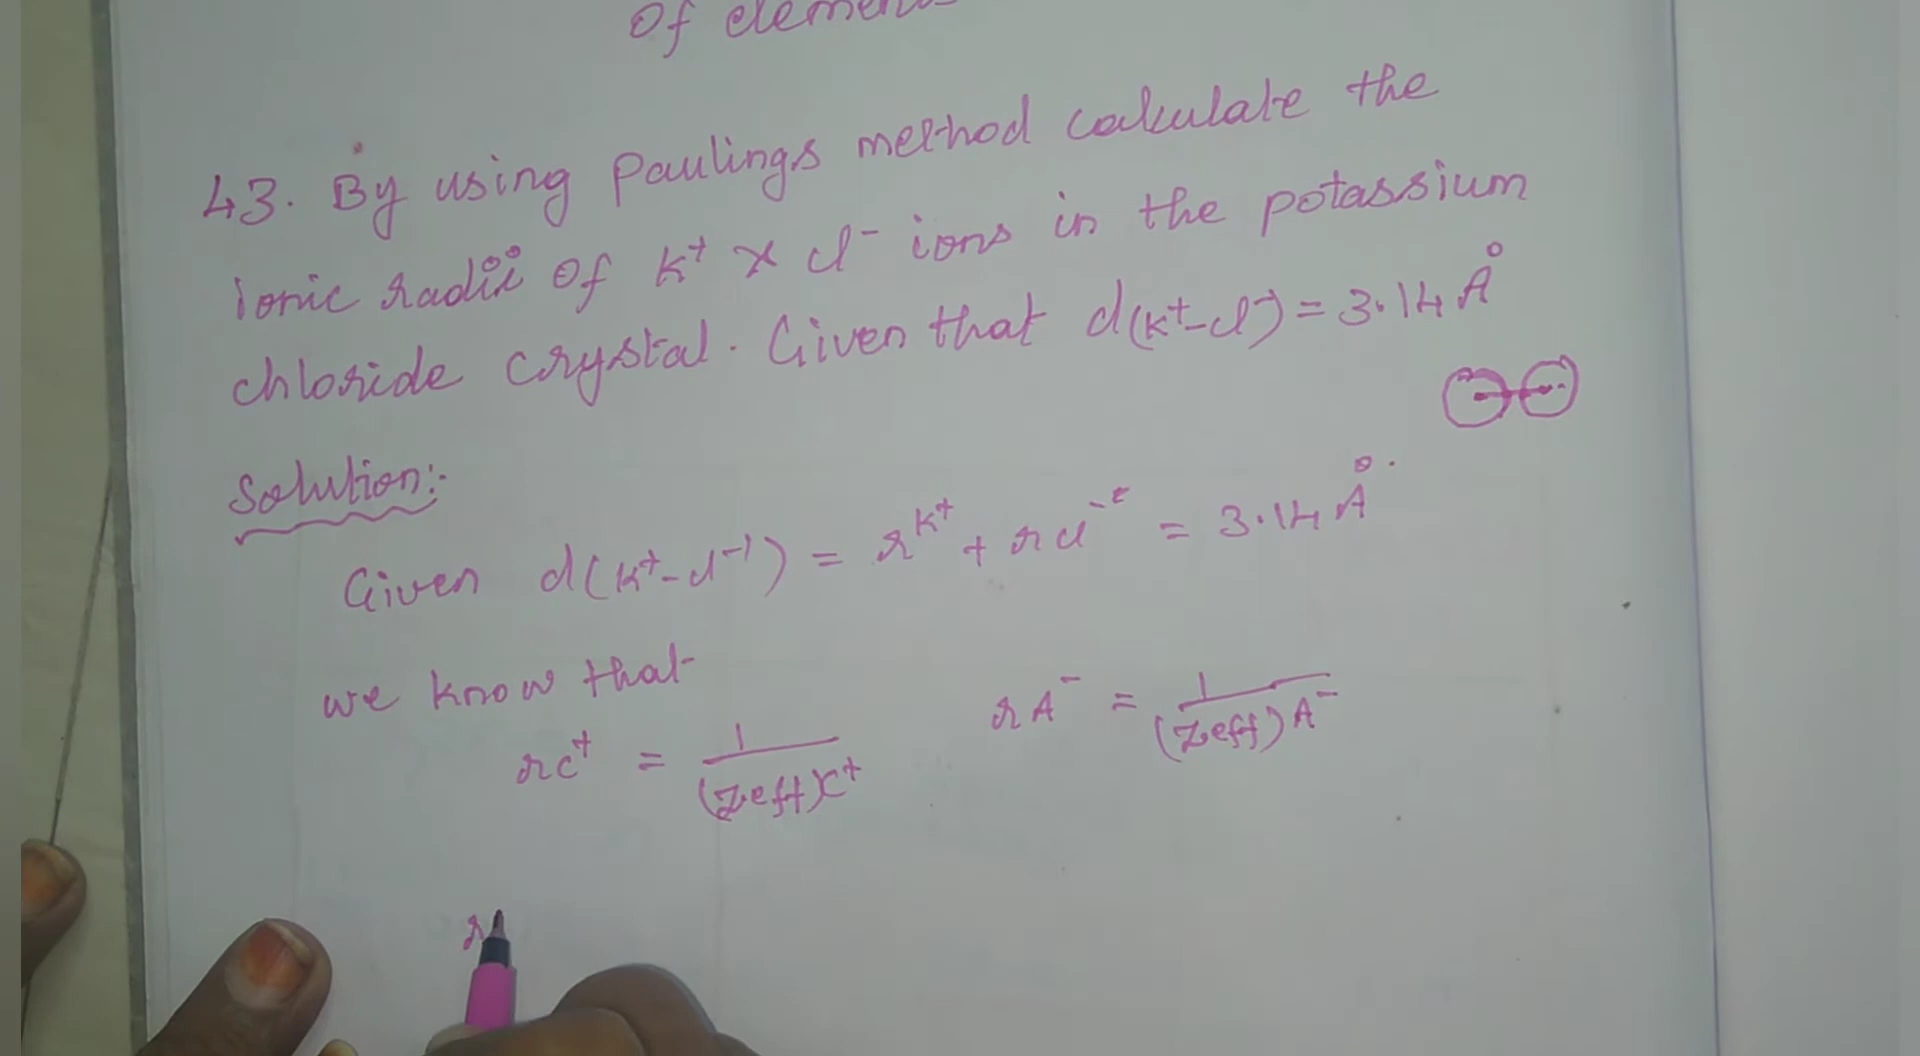 Of elements
43. By using Paulings method calculate the
ionic radii of K⁺ & Cl⁻ ions in the potassium
chloride crystal. Given that d(K⁺-Cl⁻) = 3.14 Å
Solution:-
Given d(K⁺-Cl⁻¹) = rK⁺ + rCl⁻ = 3.14 Å.
we know that
rC⁺ = 1/(Zeff)C⁺ rA⁻ = 1/(Zeff)A⁻
r